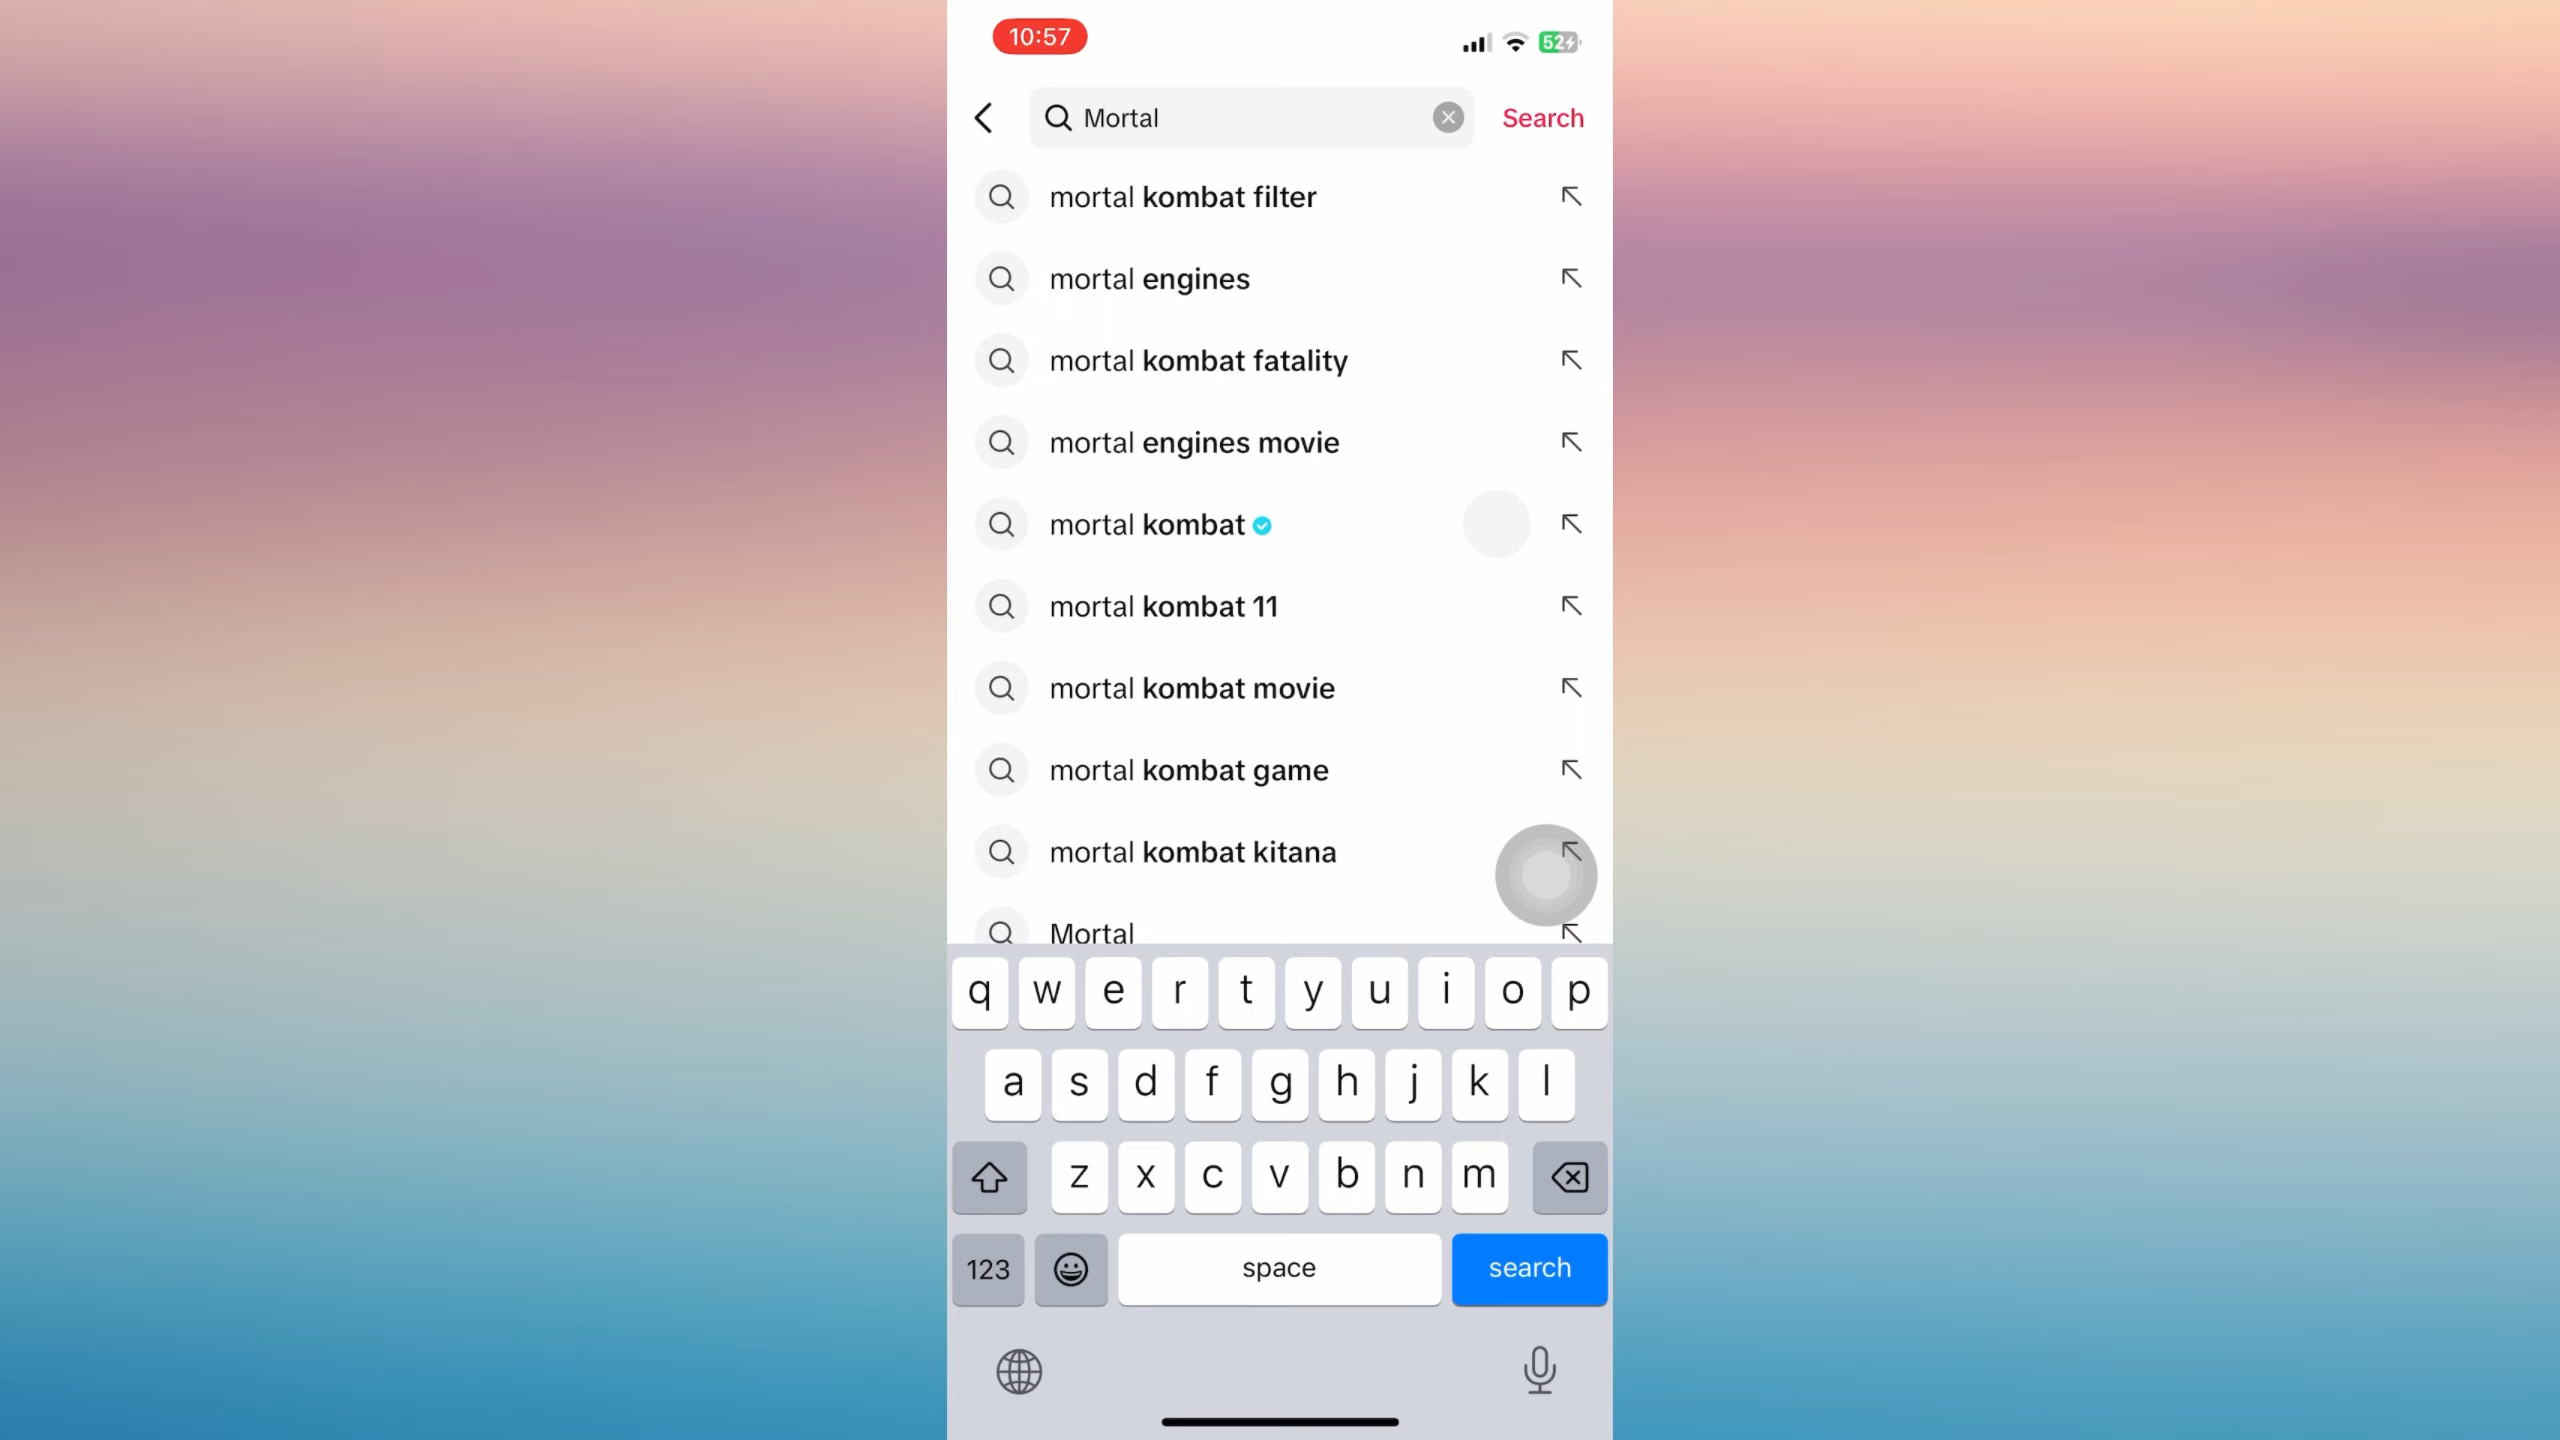 10:57
52
Mortal
Search
mortal kombat filter
mortal engines
mortal kombat fatality
mortal engines movie
mortal kombat
mortal kombat 11
mortal kombat movie
mortal kombat game
mortal kombat kitana
Mortal
q w e r t y u i o p
a s d f g h j k l
z x c v b n m
123 space search